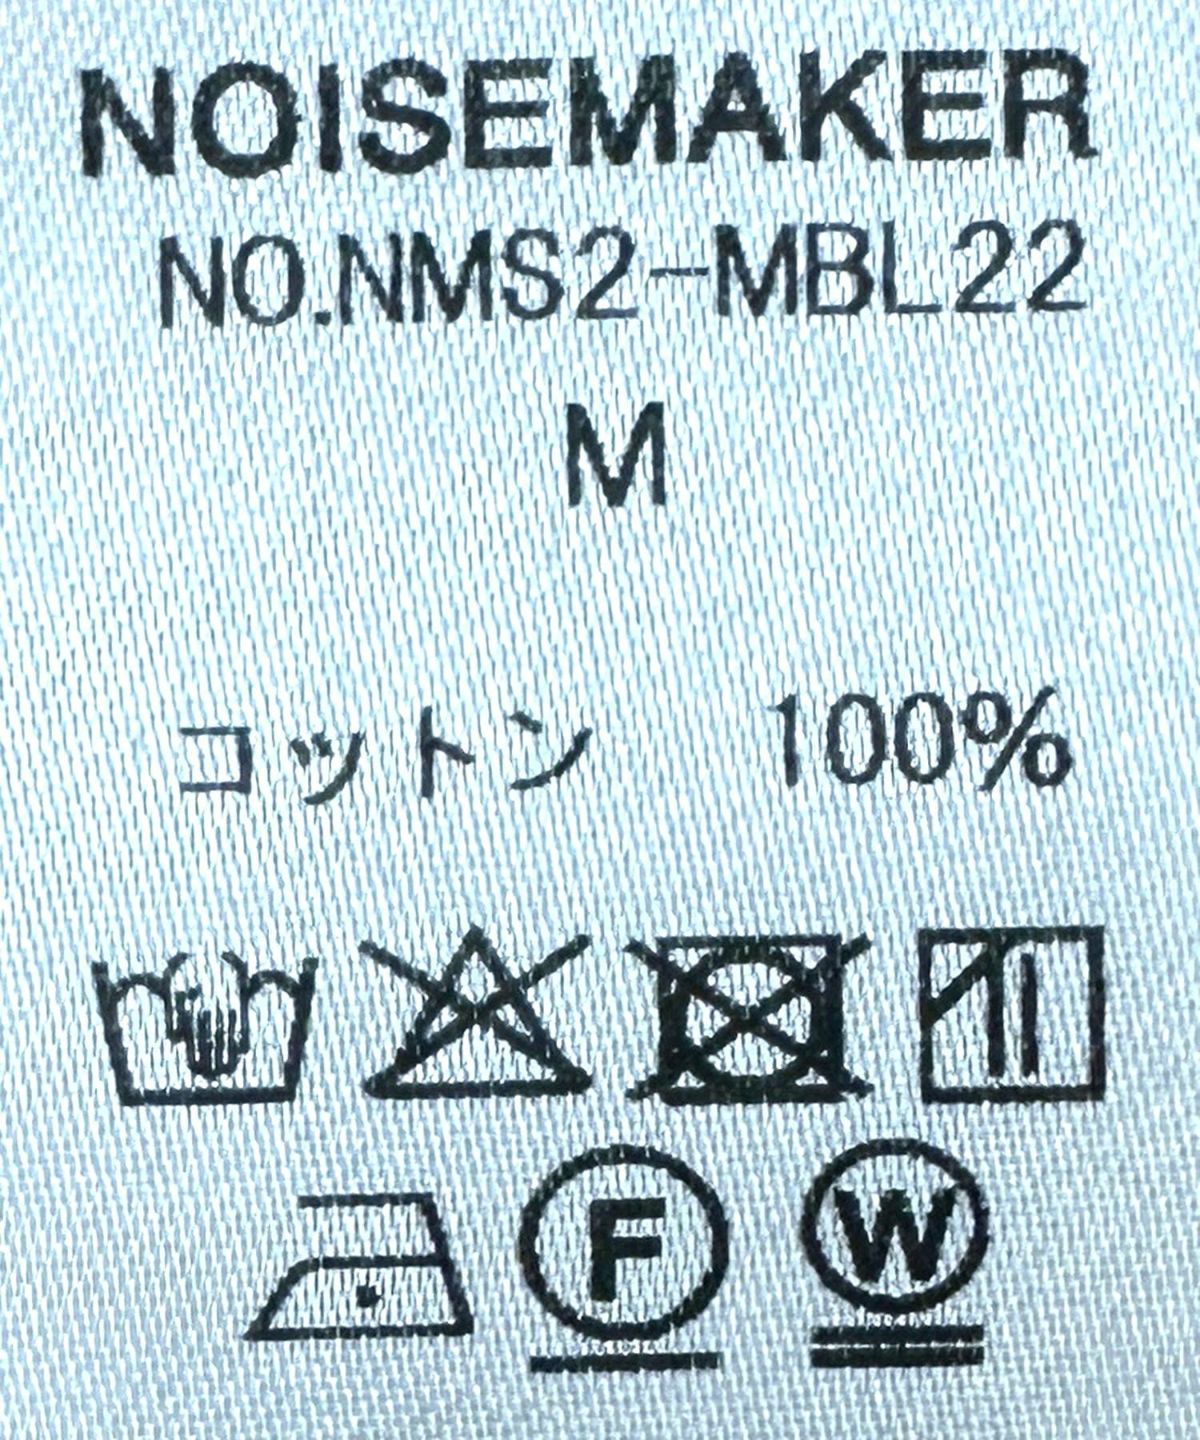 NOISEMAKER
NO.NMS2-MBL22
M
コットン 100%
F W